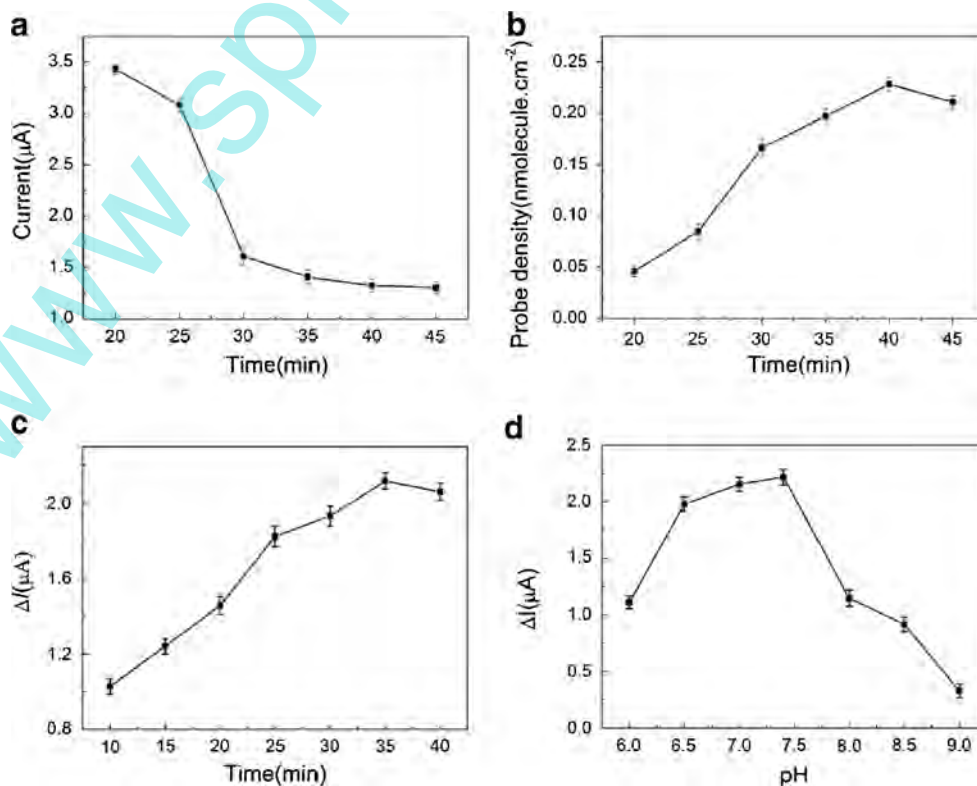 www.spr
a
Current(μA)
3.5
3.0
2.5
2.0
1.5
1.0
20 25 30 35 40 45
Time(min)
b
Probe density(nmolecule.cm⁻²)
0.25
0.20
0.15
0.10
0.05
0.00
20 25 30 35 40 45
Time(min)
c
ΔI(μA)
2.0
1.6
1.2
0.8
10 15 20 25 30 35 40
Time(min)
d
ΔI(μA)
2.5
2.0
1.5
1.0
0.5
0.0
6.0 6.5 7.0 7.5 8.0 8.5 9.0
pH